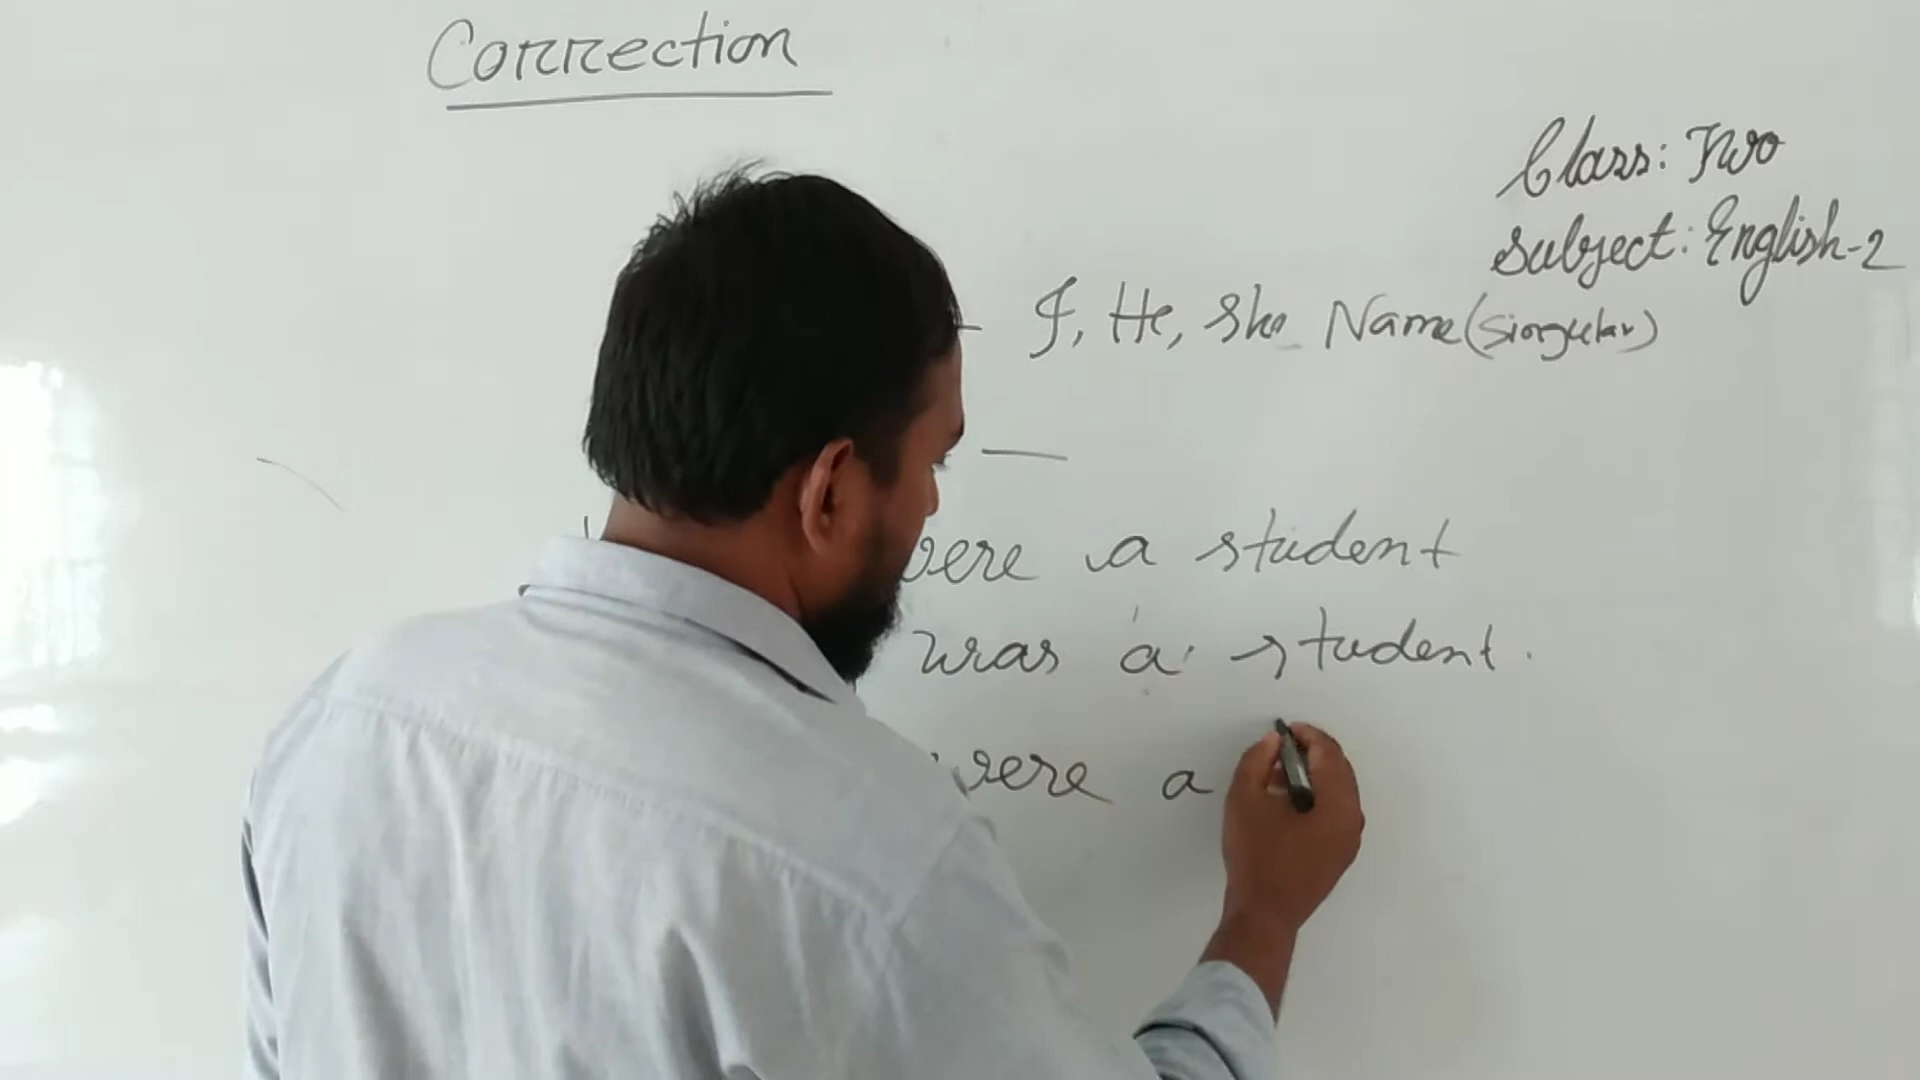 Correction
Class: Two
Subject: English-2
I, He, She Name (Singular)
were a student
was a student.
were a